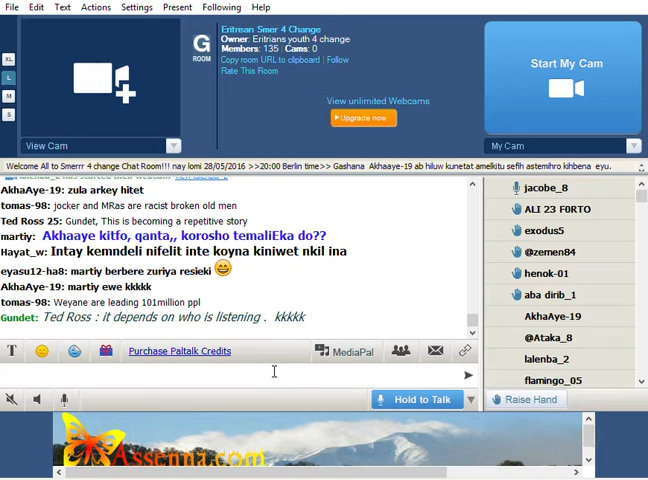 File Edit Text Actions Settings Present Following Help
XL
L
M
S
View Cam
G
ROOM
Eritrean Smer 4 Change
Owner: Eritrians youth 4 change
Members: 135 Cams: 0
Copy room URL to clipboard | Follow
Rate This Room
View unlimited Webcams
Upgrade now
Start My Cam
My Cam
Welcome All to Smerrr 4 change Chat Room!!! nay lomi 28/05/2016 >>20:00 Berlin time>> Gashana Akhaaye-19 ab hiluw kunetat amelkitu sefih astemihro kihbena eyu.
AkhaAye-19: zula arkey hitet
tomas-98: jocker and MRas are racist broken old men
Ted Ross 25: Gundet, This is becoming a repetitive story
martiy: Akhaaye kitfo, qanta,, korosho temaliEka do??
Hayat_w: Intay kemndeli nifelit inte koyna kiniwet nkil ina
eyasu12-ha8: martiy berbere zuriya resieki
AkhaAye-19: martiy ewe kkkkk
tomas-98: Weyane are leading 101million ppl
Gundet: Ted Ross : it depends on who is listening . kkkkk
jacobe_8
ALI 23 F0RTO
exodus5
@zemen84
henok-01
aba dirib_1
AkhaAye-19
@Ataka_8
lalenba_2
flamingo_05
T
Purchase Paltalk Credits
MediaPal
Hold to Talk
Raise Hand
Assenna.com